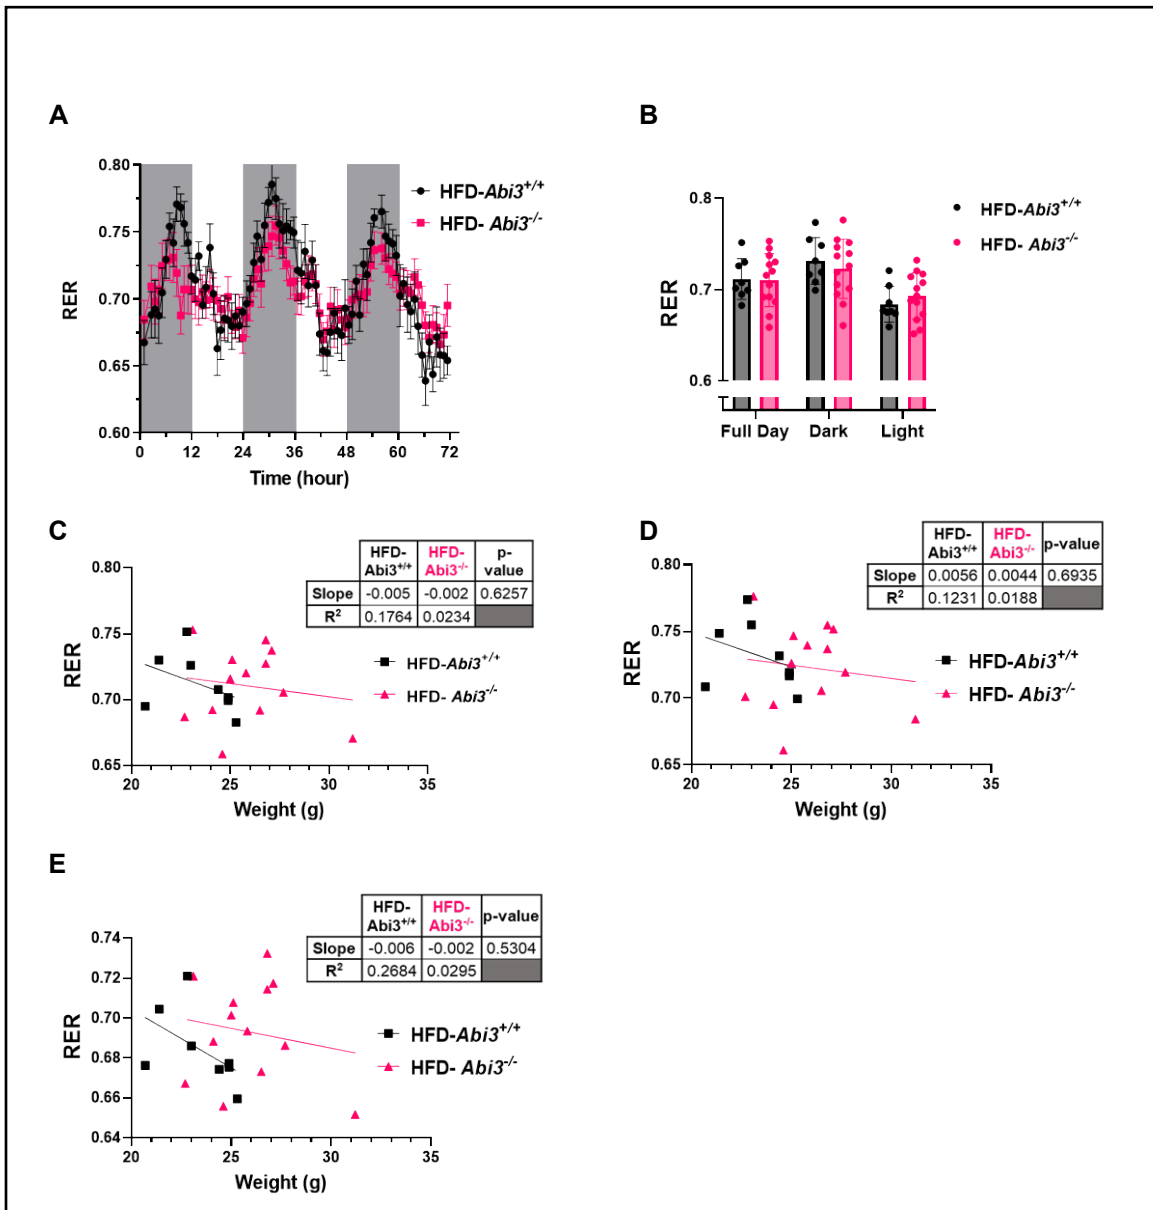 A
B
0.80
0.75
0.70
0.65
0.60
RER
0 12 24 36 48 60 72
Time (hour)
HFD-Abi3+/+
HFD- Abi3-/-
0.8
0.7
0.6
RER
Full Day Dark Light
HFD-Abi3+/+
HFD- Abi3-/-
C
HFD- HFD- p-
Abi3+/+ Abi3-/- value
Slope -0.005 -0.002 0.6257
R2 0.1764 0.0234
0.80
0.75
0.70
0.65
RER
20 25 30 35
Weight (g)
HFD-Abi3+/+
HFD- Abi3-/-
D
HFD- HFD- p-value
Abi3+/+ Abi3-/-
Slope 0.0056 0.0044 0.6935
R2 0.1231 0.0188
0.80
0.75
0.70
0.65
RER
20 25 30 35
Weight (g)
HFD-Abi3+/+
HFD- Abi3-/-
E
HFD- HFD- p-value
Abi3+/+ Abi3-/-
Slope -0.006 -0.002 0.5304
R2 0.2684 0.0295
0.74
0.72
0.70
0.68
0.66
0.64
RER
20 25 30 35
Weight (g)
HFD-Abi3+/+
HFD- Abi3-/-